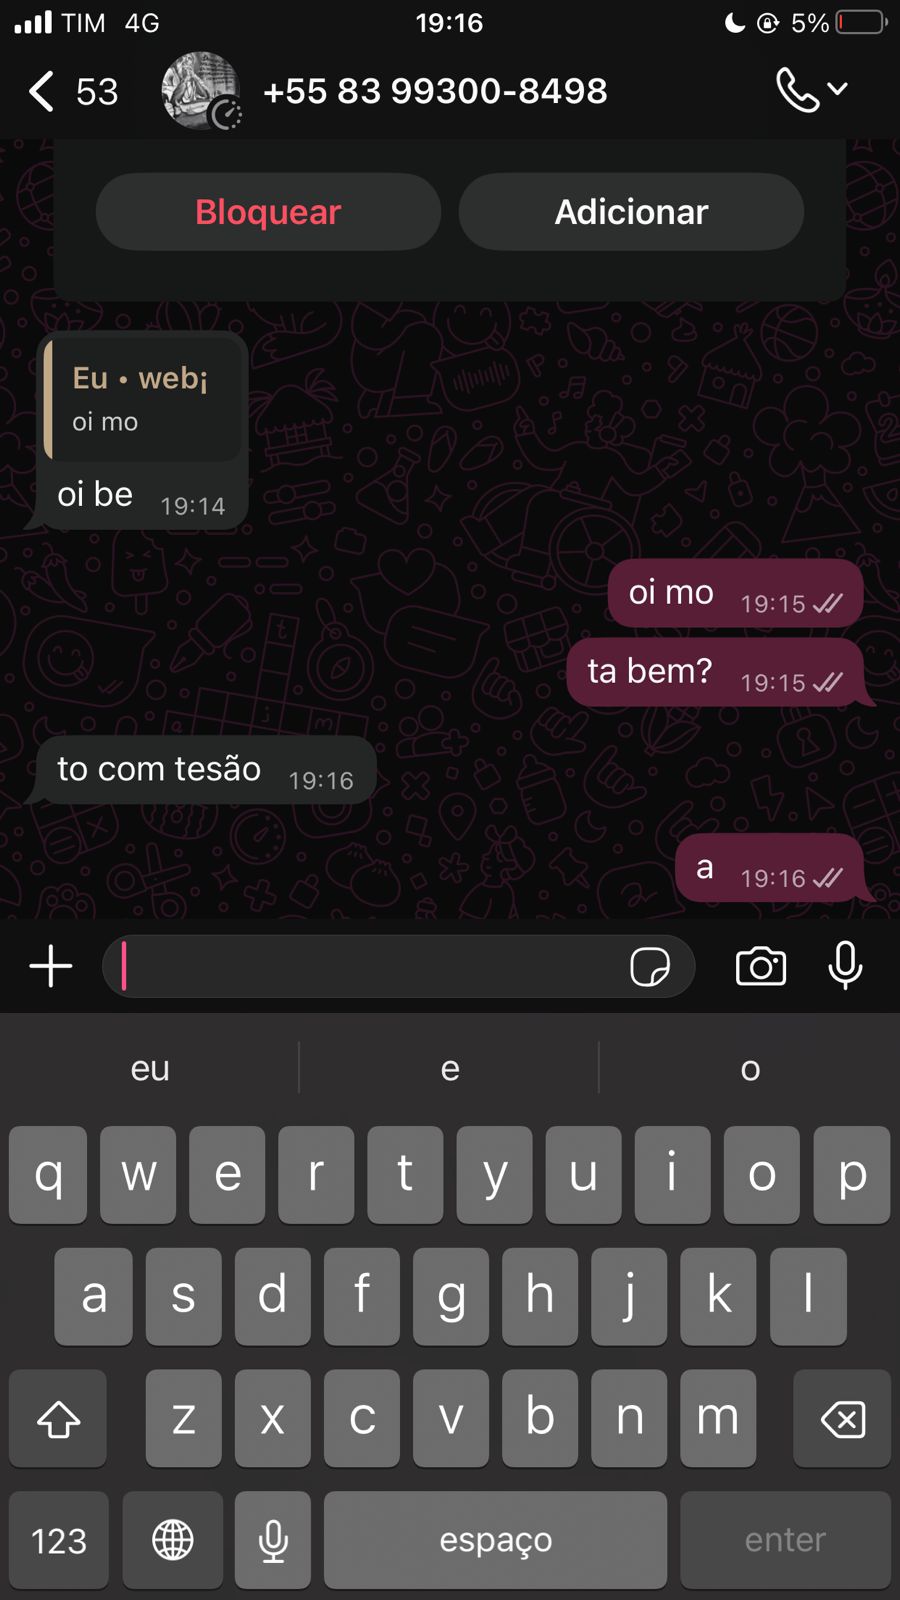 TIM 4G 19:16 5%
53 +55 83 99300-8498
Bloquear Adicionar
Eu • web¡
oi mo
oi be 19:14
oi mo 19:15
ta bem? 19:15
to com tesão 19:16
a 19:16
eu e o
q w e r t y u i o p
a s d f g h j k l
z x c v b n m
123 espaço enter